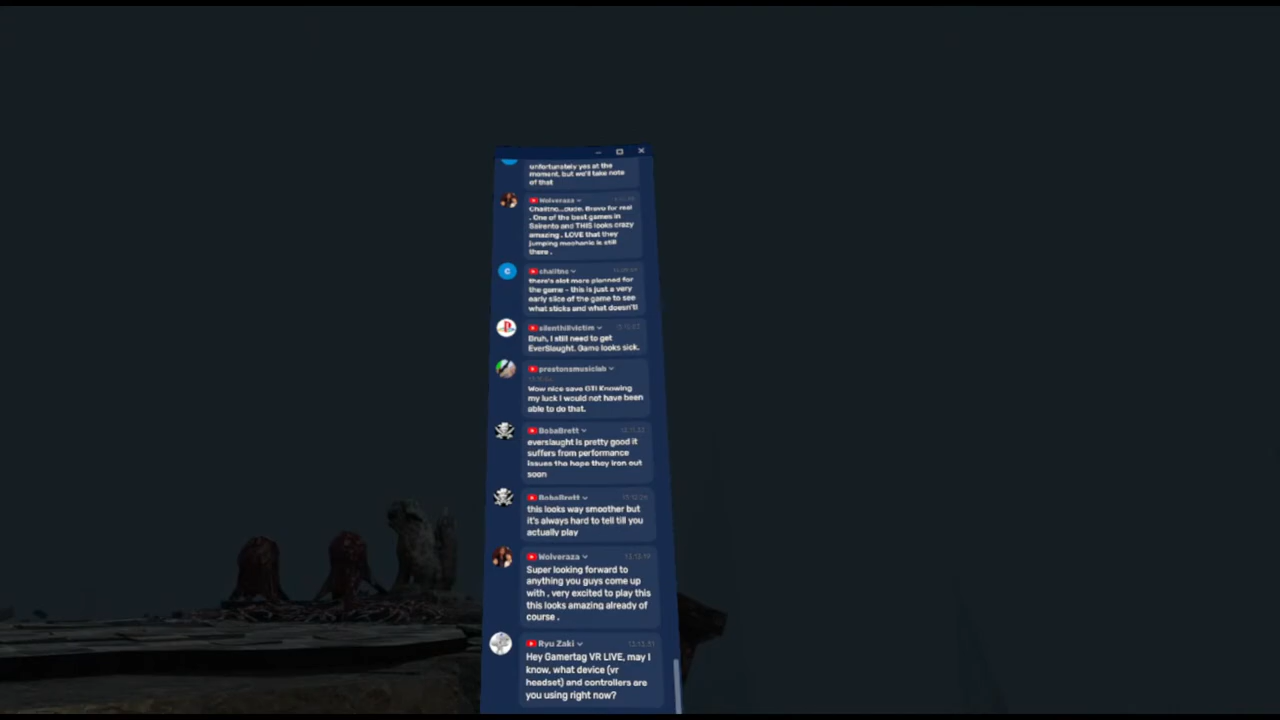 unfortunately yes at the
moment, but we'll take note
of that
Wolveraza
Challtnc...dude. Bravo for real
. One of the best games in
Sairento and THIS looks crazy
amazing . LOVE that they
jumping mechanic is still
there .
C
challtnc
there's alot more planned for
the game - this is just a very
early slice of the game to see
what sticks and what doesn't!
silenthillvictim
Bruh, I still need to get
EverSlaught. Game looks sick.
prestonsmusiclab
Wow nice save GT! Knowing
my luck I would not have been
able to do that.
BobaBrett
everslaught is pretty good it
suffers from performance
issues tho hope they iron out
soon
BobaBrett
this looks way smoother but
it's always hard to tell till you
actually play
Wolveraza
Super looking forward to
anything you guys come up
with , very excited to play this
this looks amazing already of
course .
Ryu Zaki
Hey Gamertag VR LIVE, may I
know, what device (vr
headset) and controllers are
you using right now?